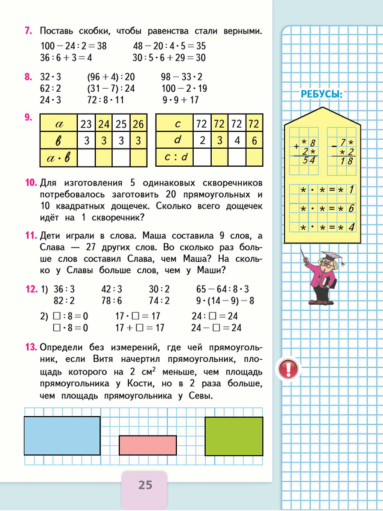 7. Поставь скобки, чтобы равенства стали верными.
100 − 24 : 2 = 38 48 − 20 : 4 · 5 = 35
36 : 6 + 3 = 4 30 : 5 · 6 + 29 = 30
8. 32 · 3 (96 + 4) : 20 98 − 33 · 2
62 : 2 (31 − 7) : 24 100 − 2 · 19
24 · 3 72 : 8 · 11 9 · 9 + 17
9. a 23 24 25 26 c 72 72 72 72
в 3 3 3 3 d 2 3 4 6
a · в c : d
10. Для изготовления 5 одинаковых скворечников
потребовалось заготовить 20 прямоугольных и
10 квадратных дощечек. Сколько всего дощечек
идёт на 1 скворечник?
11. Дети играли в слова. Маша составила 9 слов, а
Слава — 27 других слов. Во сколько раз боль-
ше слов составил Слава, чем Маша? На сколь-
ко у Славы больше слов, чем у Маши?
12. 1) 36 : 3 42 : 3 30 : 2 65 − 64 : 8 · 3
82 : 2 78 : 6 74 : 2 9 · (14 − 9) − 8
2) □ : 8 = 0 17 · □ = 17 24 : □ = 24
□ · 8 = 0 17 + □ = 17 24 − □ = 24
13. Определи без измерений, где чей прямоуголь-
ник, если Витя начертил прямоугольник, пло-
щадь которого на 2 см² меньше, чем площадь
прямоугольника у Кости, но в 2 раза больше,
чем площадь прямоугольника у Севы.
25
РЕБУСЫ:
+ * 8 − 7 *
2 * * 2
5 4 1 8
* · * = * 1
* · * = * 6
* · * = * 4
!